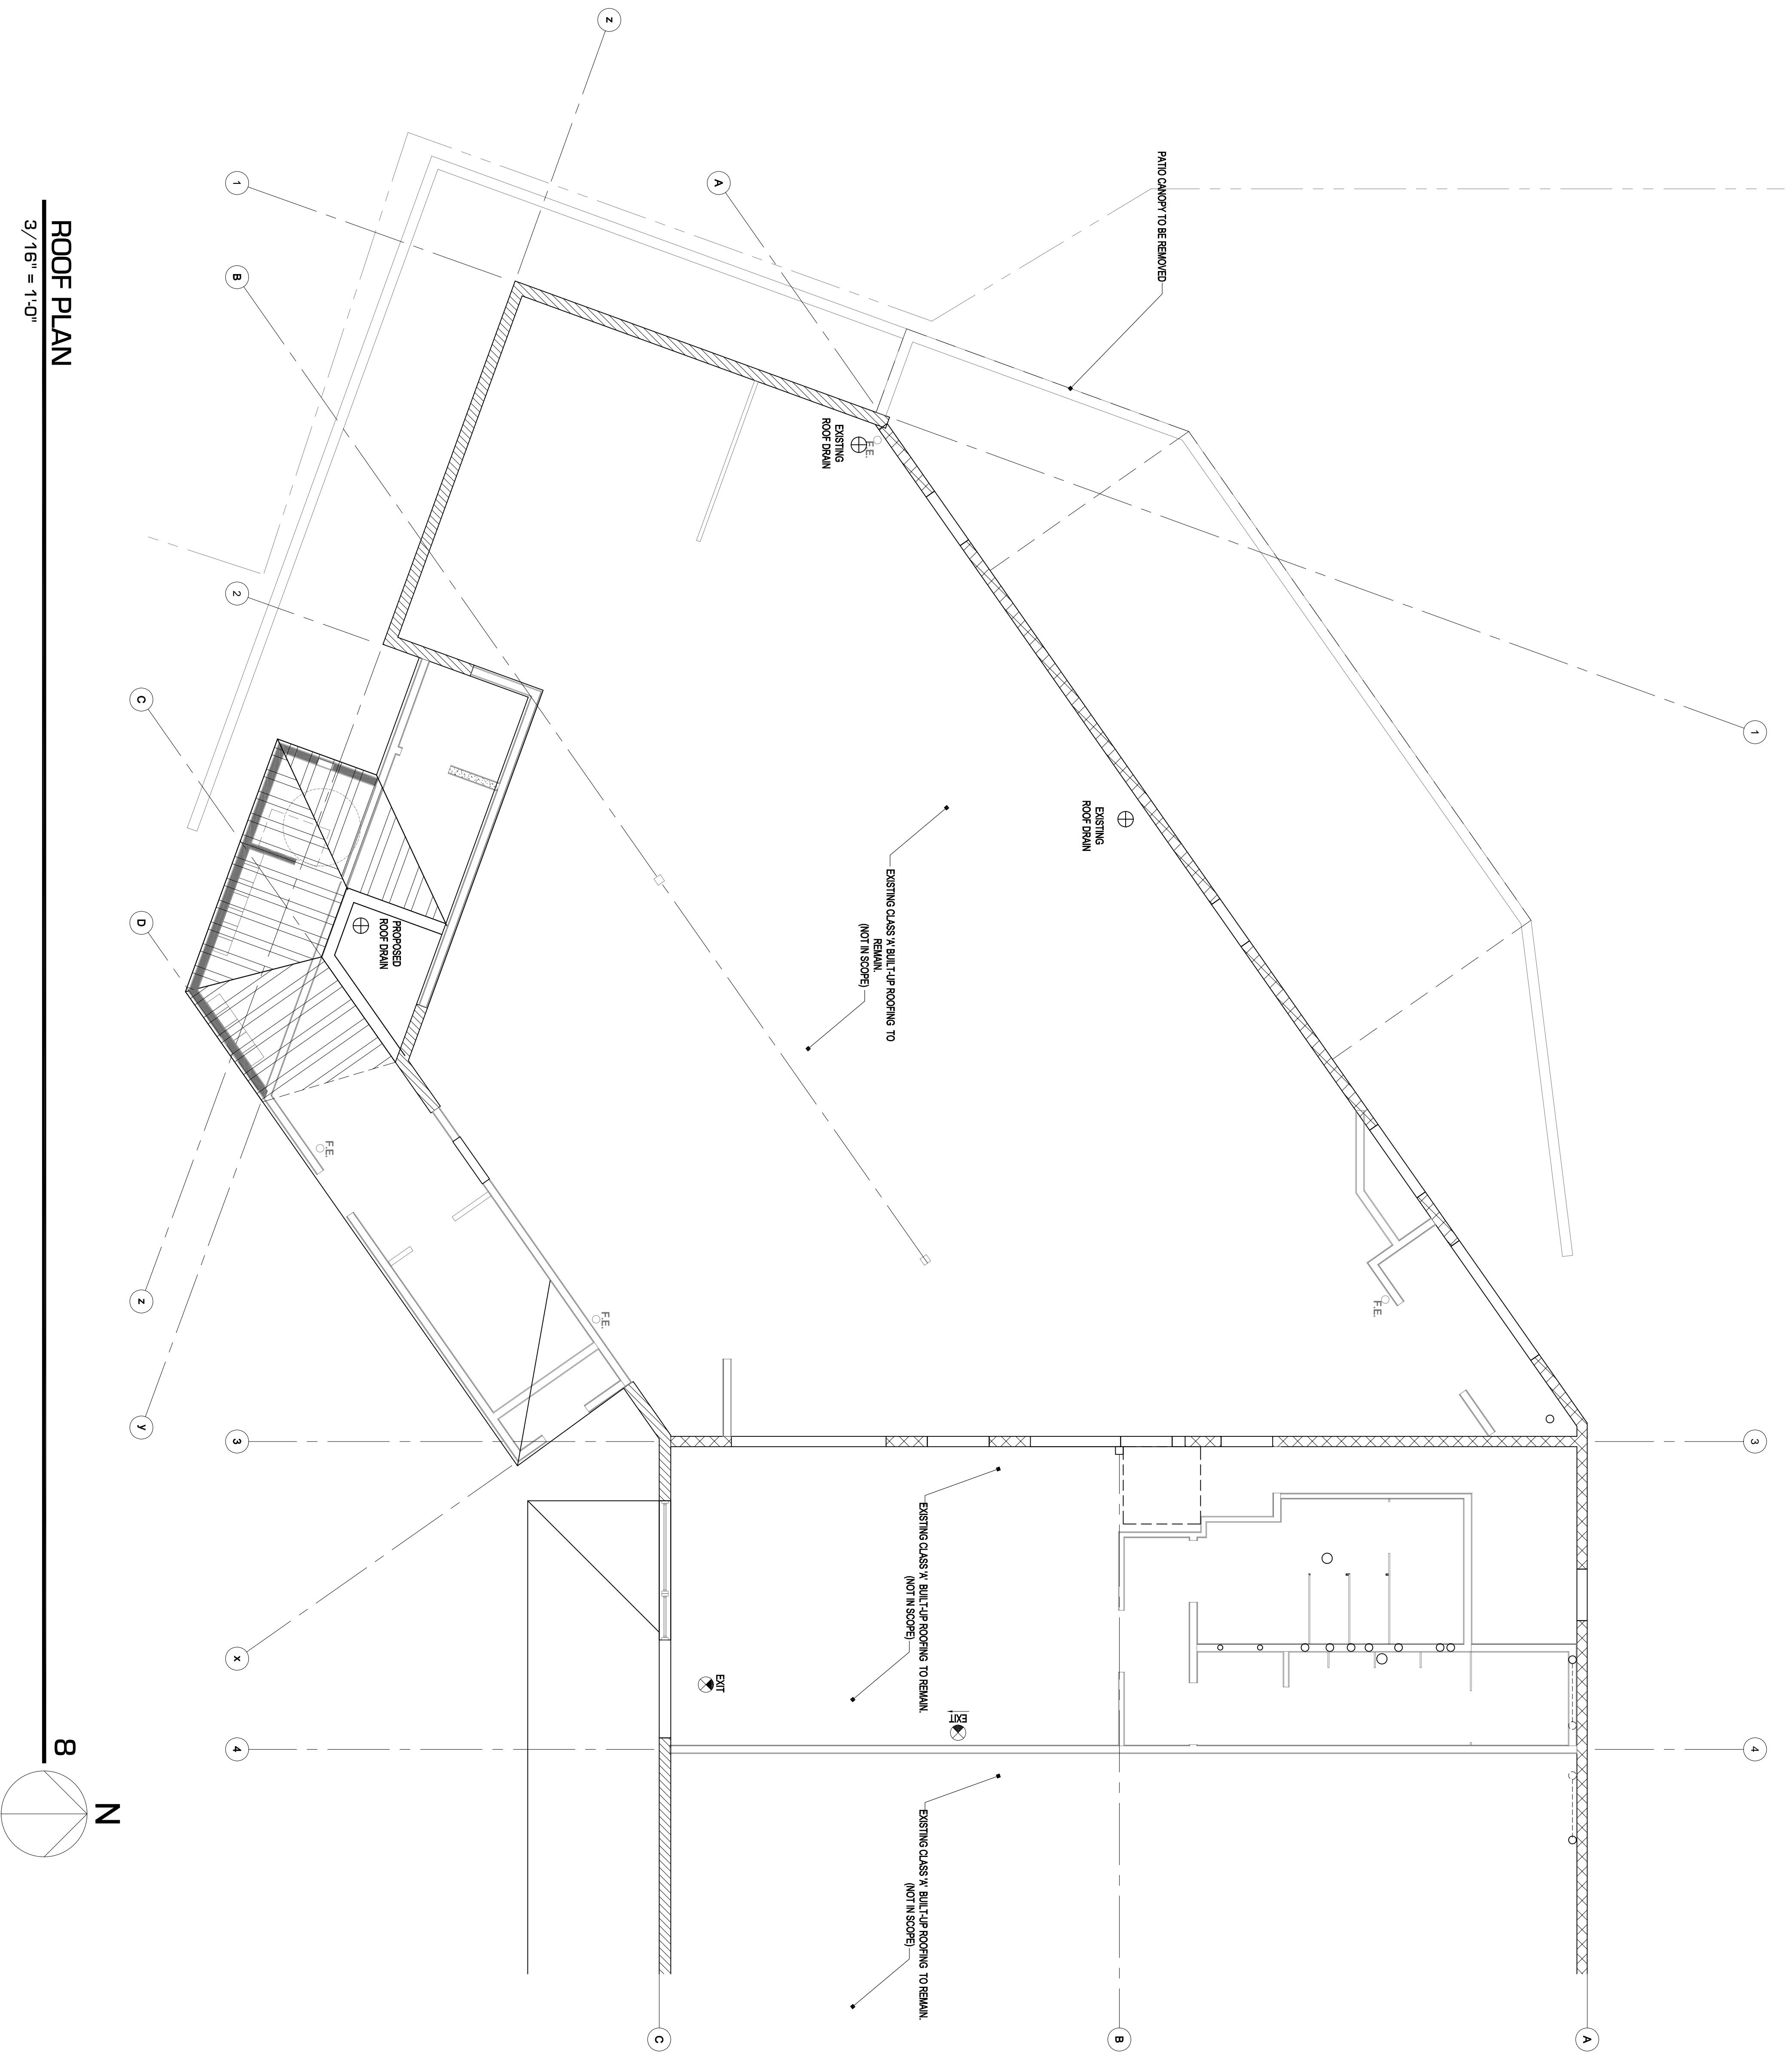 z
1
A
B
PATIO CANOPY TO BE REMOVED
EXISTING
ROOF DRAIN
F.E.
2
C
D
1
EXISTING
ROOF DRAIN
EXISTING CLASS 'A' BUILT-UP ROOFING TO
REMAIN.
(NOT IN SCOPE)
PROPOSED
ROOF DRAIN
F.E.
F.E.
F.E.
z
y
3
3
x
4
4
EXISTING CLASS 'A' BUILT-UP ROOFING TO REMAIN.
(NOT IN SCOPE)
EXIT
EXIT
EXISTING CLASS 'A' BUILT-UP ROOFING TO REMAIN.
(NOT IN SCOPE)
C
B
A
ROOF PLAN
3/16" = 1'-0"
8
N